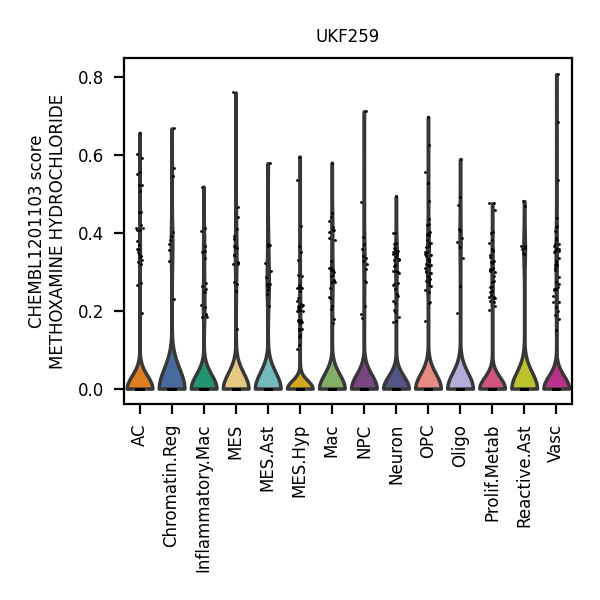 UKF259
CHEMBL1201103 score
METHOXAMINE HYDROCHLORIDE
0.8
0.6
0.4
0.2
0.0
AC
Chromatin.Reg
Inflammatory.Mac
MES
MES.Ast
MES.Hyp
Mac
NPC
Neuron
OPC
Oligo
Prolif.Metab
Reactive.Ast
Vasc